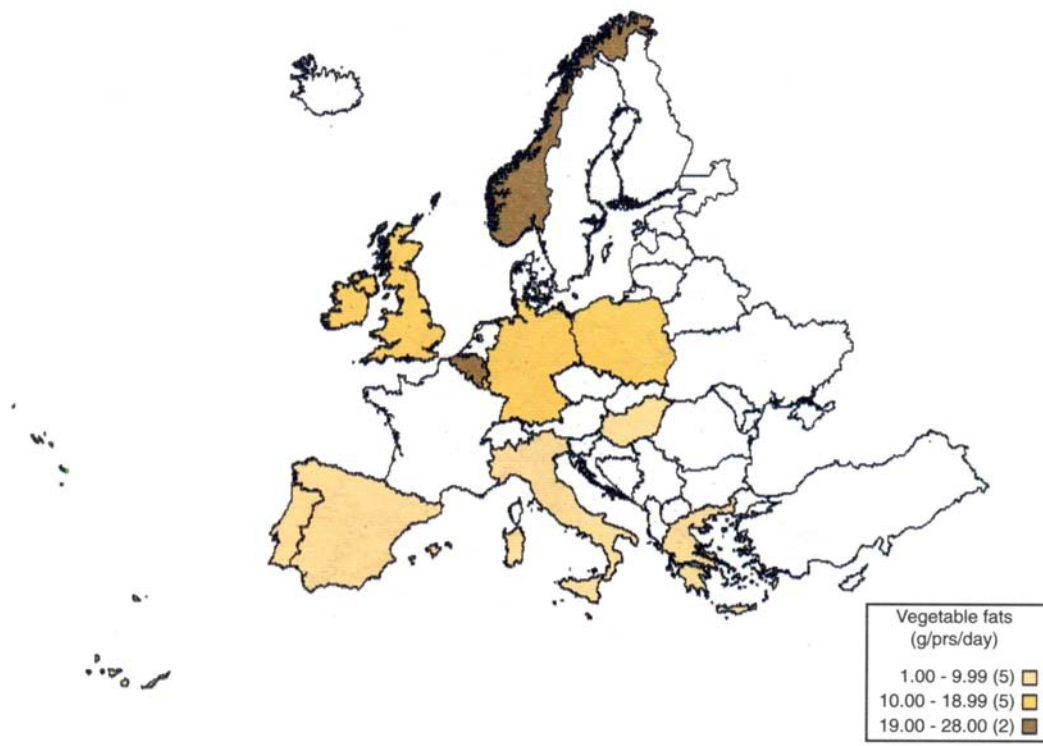 Vegetable fats
(g/prs/day)
1.00 - 9.99 (5)
10.00 - 18.99 (5)
19.00 - 28.00 (2)